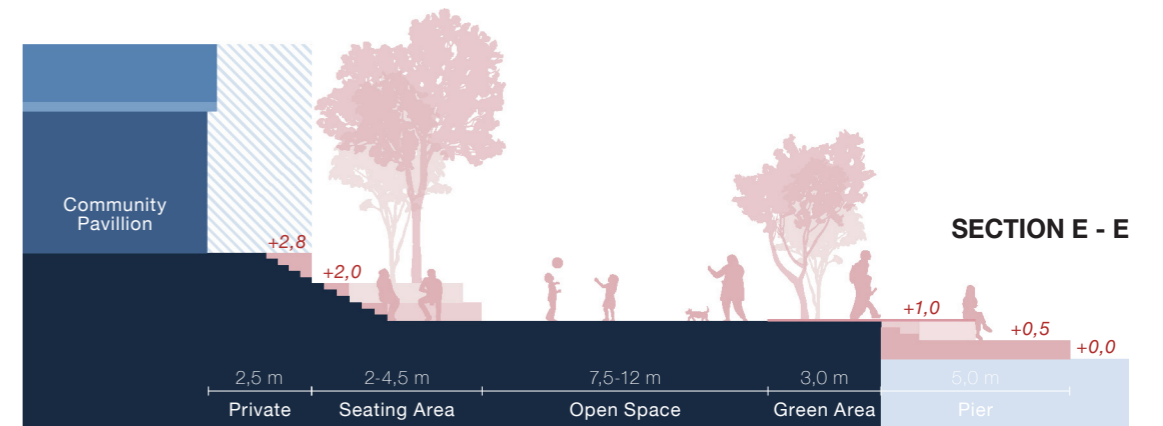 Community
Pavillion
SECTION E - E
+2,8
+2,0
+1,0
+0,5
+0,0
2,5 m
2-4,5 m
7,5-12 m
3,0 m
5,0 m
Private
Seating Area
Open Space
Green Area
Pier